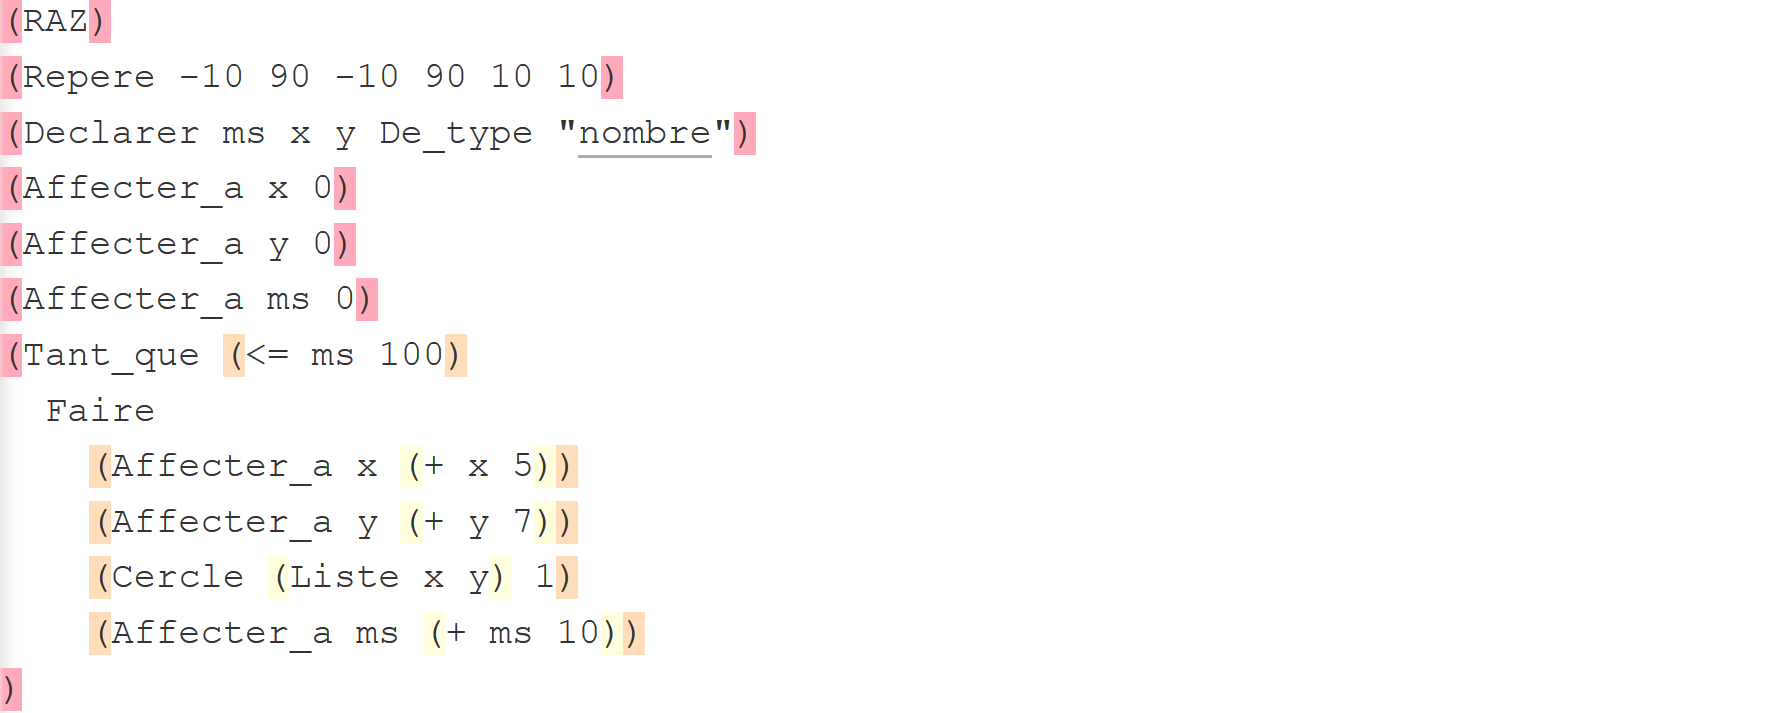 (RAZ)
(Repere -10 90 -10 90 10 10)
(Declarer ms x y De_type "nombre")
(Affecter_a x 0)
(Affecter_a y 0)
(Affecter_a ms 0)
(Tant_que (<= ms 100)
  Faire
    (Affecter_a x (+ x 5))
    (Affecter_a y (+ y 7))
    (Cercle (Liste x y) 1)
    (Affecter_a ms (+ ms 10))
)